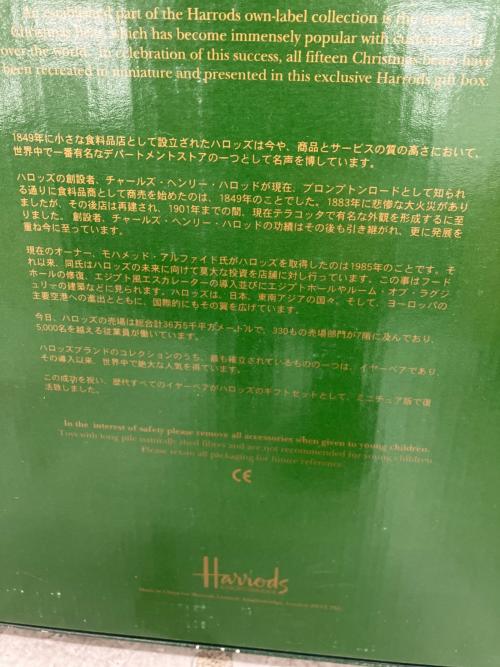 An established part of the Harrods own-label collection is the annual
Christmas bear, which has become immensely popular with customers all
over the world. In celebration of this success, all fifteen Christmas bears have
been recreated in miniature and presented in this exclusive Harrods gift box.
1849年に小さな食料品店として設立されたハロッズは今や、商品とサービスの質の高さにおいて、
世界中で一番有名なデパートメントストアの一つとして名声を博しています。
ハロッズの創設者、チャールズ・ヘンリー・ハロッドが現在、ブロンプトンロードとして知られ
る通りに食料品商として商売を始めたのは、1849年のことでした。1883年に悲惨な大火災があり
ましたが、その後店は再建され、1901年までの間、現在テラコッタで有名な外観を形成するに至
りました。創設者、チャールズ・ヘンリー・ハロッドの功績はその後も引き継がれ、更に発展を
重ね今に至っています。
現在のオーナー、モハメッド・アルファイド氏がハロッズを取得したのは1985年のことです。そ
れ以来、同氏はハロッズの未来に向けて莫大な投資を店舗に対し行っています。この事はフード
ホールの修復、エジプト風エスカレーターの導入並びにエジプトホールやルーム・オブ・ラグジ
ュリィの建築などに見られます。ハロッズは、日本、東南アジアの国々、そして、ヨーロッパの
主要空港への進出とともに、国際的にもその翼を広げています。
今日、ハロッズの売場は総合計36万5千平方メートルで、330もの売場部門が7階に及んでおり、
5,000名を越える従業員が働いています。
ハロッズブランドのコレクションのうち、最も確立されているものの一つは、イヤーベアであり、
その導入以来、世界中で絶大な人気を得ています。
この成功を祝い、歴代すべてのイヤーベアがハロッズのギフトセットとして、ミニチュア版で復
活致しました。
In the interest of safety please remove all accessories when given to young children.
Toys with long pile naturally shed fibres and are not recommended for young children.
Please retain all packaging for future reference.
CE
Harrods
KNIGHTSBRIDGE
Made in China for Harrods Limited, Knightsbridge, London SW1X 7XL